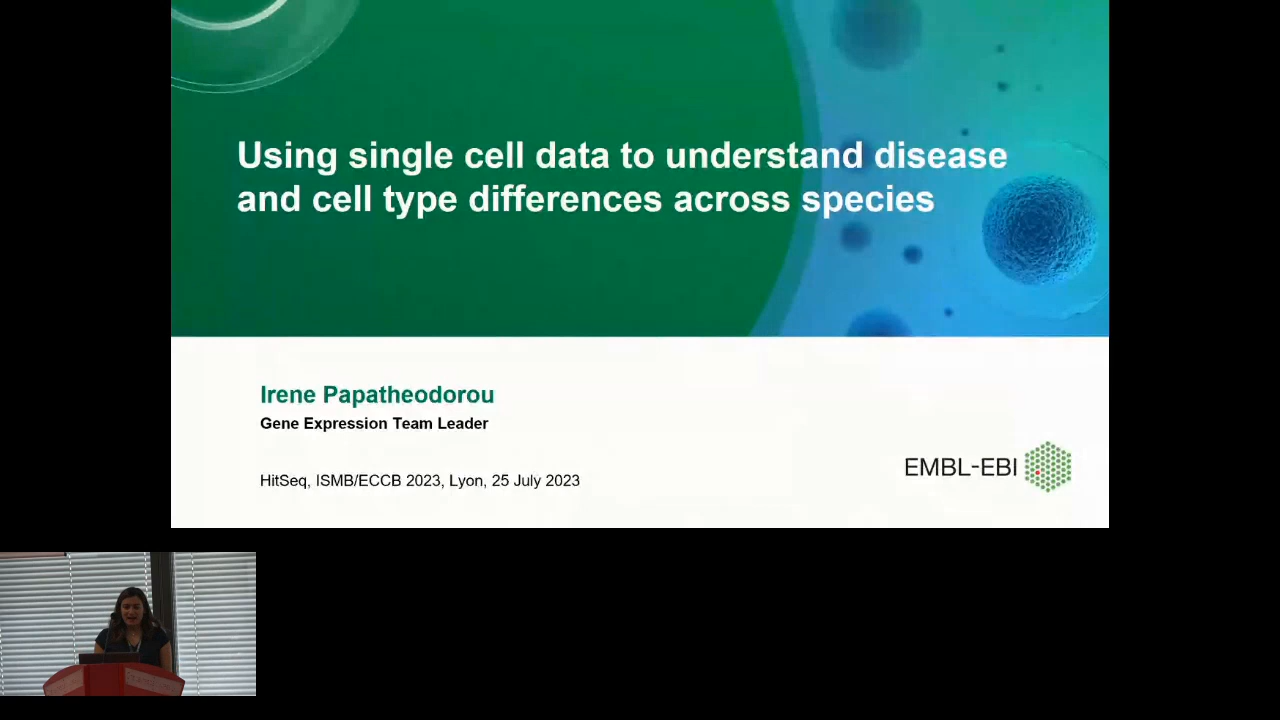 Using single cell data to understand disease
and cell type differences across species
Irene Papatheodorou
Gene Expression Team Leader
HitSeq, ISMB/ECCB 2023, Lyon, 25 July 2023
EMBL-EBI